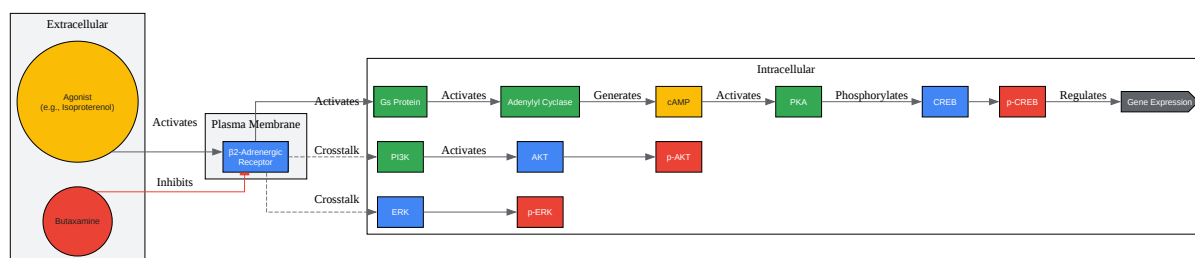 Extracellular
Agonist
(e.g., Isoproterenol)
Activates
Butaxamine
Inhibits
Plasma Membrane
β2-Adrenergic
Receptor
Activates
Crosstalk
Crosstalk
Intracellular
Gs Protein
Activates
Adenylyl Cyclase
Generates
cAMP
Activates
PKA
Phosphorylates
CREB
p-CREB
Regulates
Gene Expression
PI3K
Activates
AKT
p-AKT
ERK
p-ERK